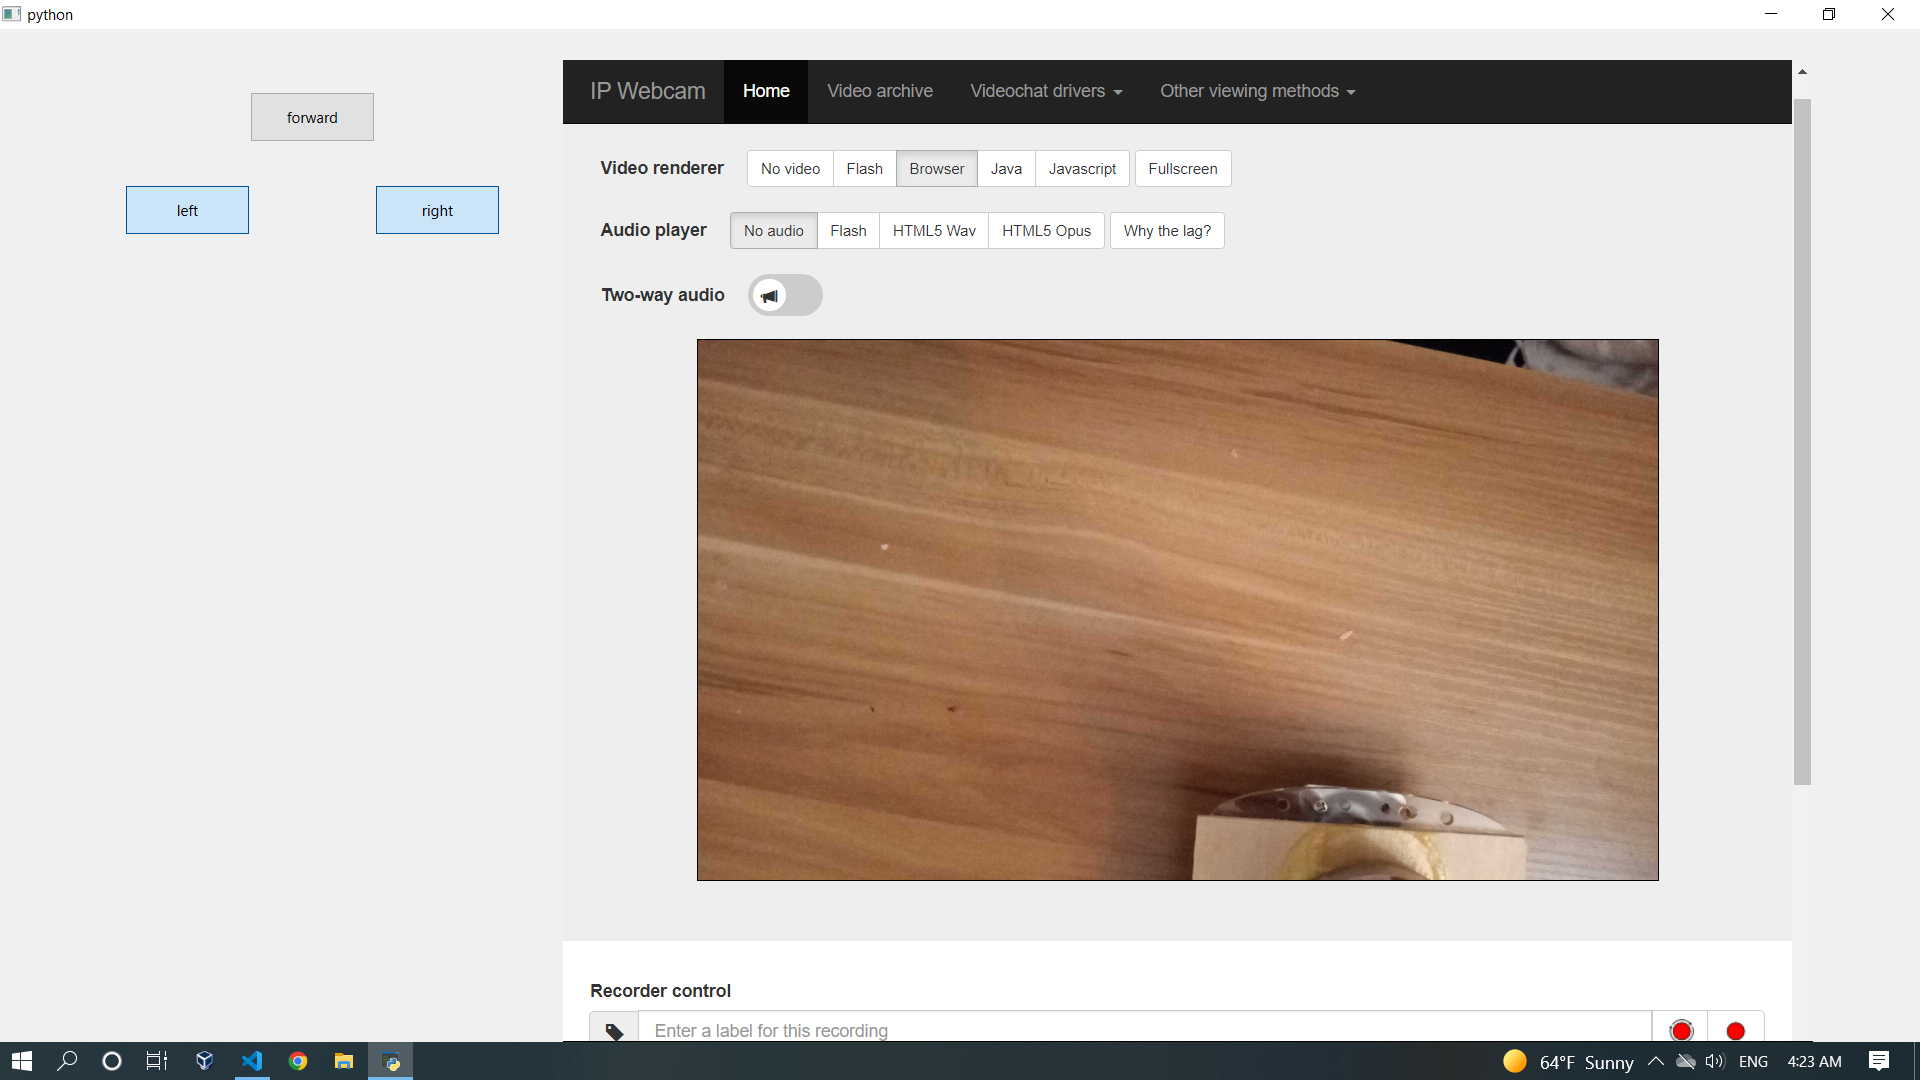 python
forward
left
right
IP Webcam Home Video archive Videochat drivers Other viewing methods
Video renderer No video Flash Browser Java Javascript Fullscreen
Audio player No audio Flash HTML5 Wav HTML5 Opus Why the lag?
Two-way audio
Recorder control
Enter a label for this recording
64°F Sunny ENG 4:23 AM